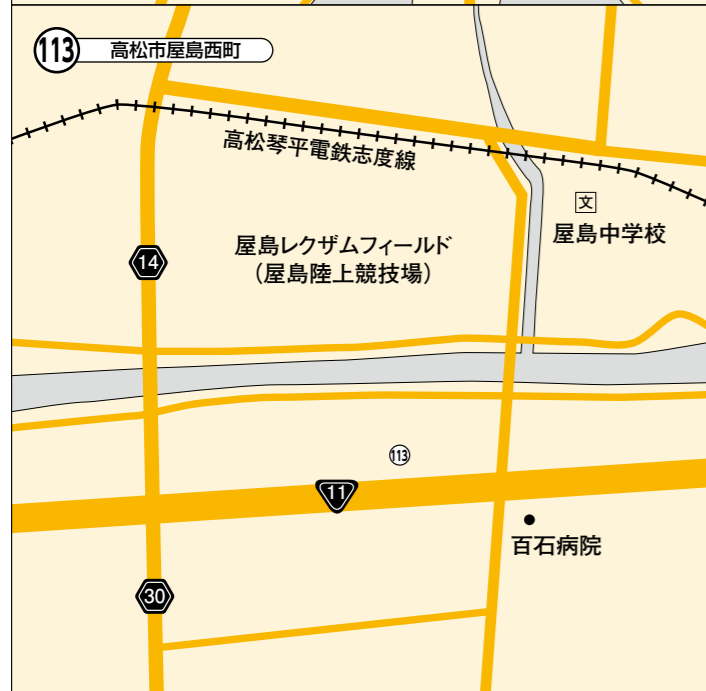 113 高松市屋島西町
高松琴平電鉄志度線
文
屋島中学校
屋島レクザムフィールド
(屋島陸上競技場)
14
113
11
百石病院
30